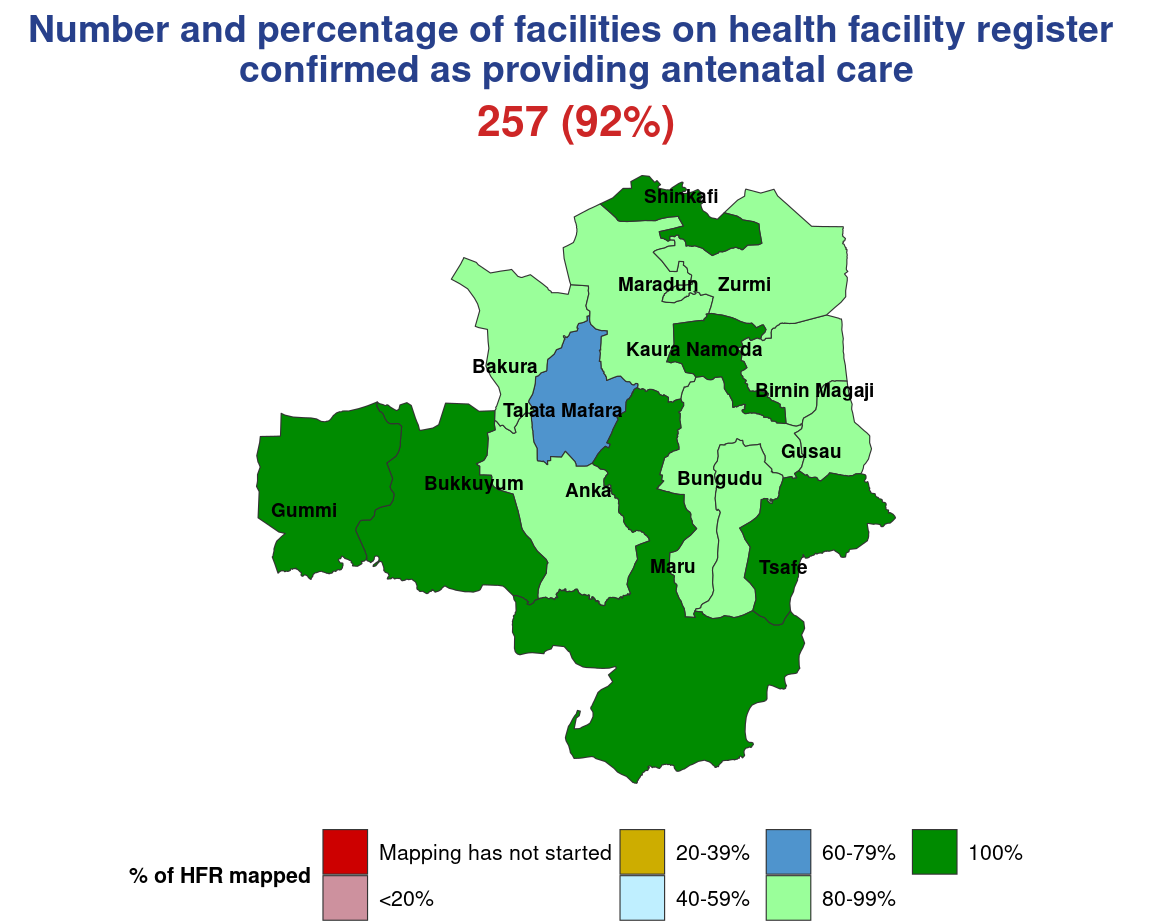 Number and percentage of facilities on health facility register
confirmed as providing antenatal care
257 (92%)
Shinkafi
Maradun
Zurmi
Kaura Namoda
Bakura
Birnin Magaji
Talata Mafara
Gusau
Bungudu
Bukkuyum
Anka
Gummi
Maru
Tsafe
% of HFR mapped
Mapping has not started
<20%
20-39%
40-59%
60-79%
80-99%
100%